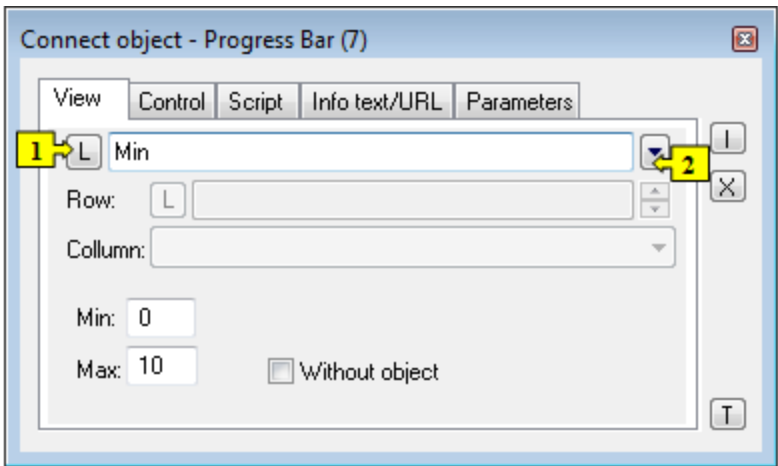 Connect object - Progress Bar (7)
View Control Script Info text/URL Parameters
1 L Min 2 I
Row: L X
Collumn:
Min: 0
Max: 10 Without object
T